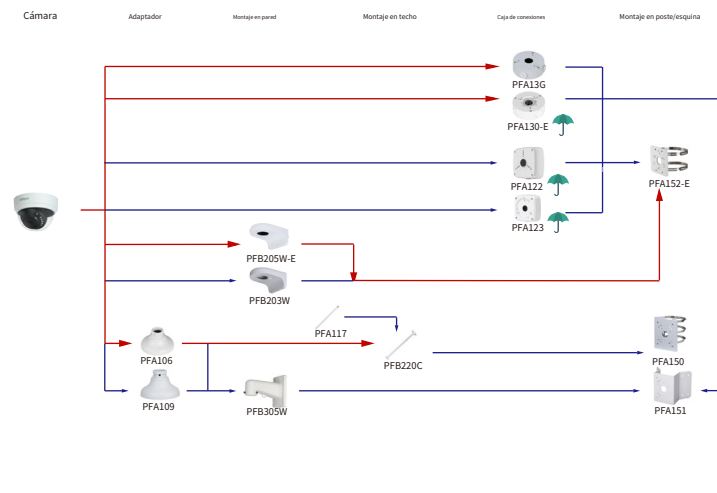 Cámara
Adaptador
Montaje en pared
Montaje en techo
Caja de conexiones
Montaje en poste/esquina
PFA13G
PFA130-E
PFA122
PFA152-E
PFA123
PFB205W-E
PFB203W
PFA117
PFA106
PFB220C
PFA150
PFA109
PFB305W
PFA151